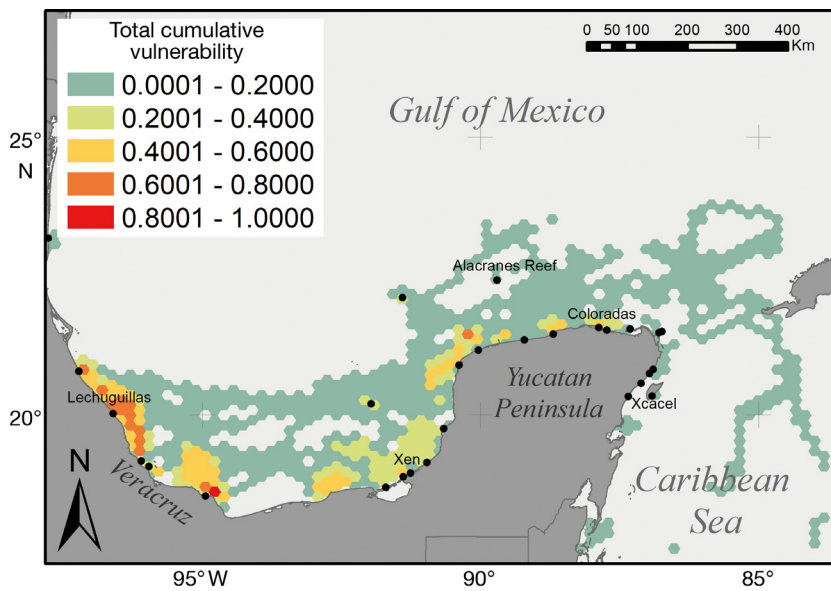 Total cumulative
vulnerability
0.0001 - 0.2000
0.2001 - 0.4000
0.4001 - 0.6000
0.6001 - 0.8000
0.8001 - 1.0000
0 50 100 200 300 400
Km
Gulf of Mexico
25°
N
Alacranes Reef
Coloradas
Lechuguillas
Yucatan
Peninsula
Xcacel
20°
Xen
N
Veracruz
Caribbean
Sea
95°W
90°
85°